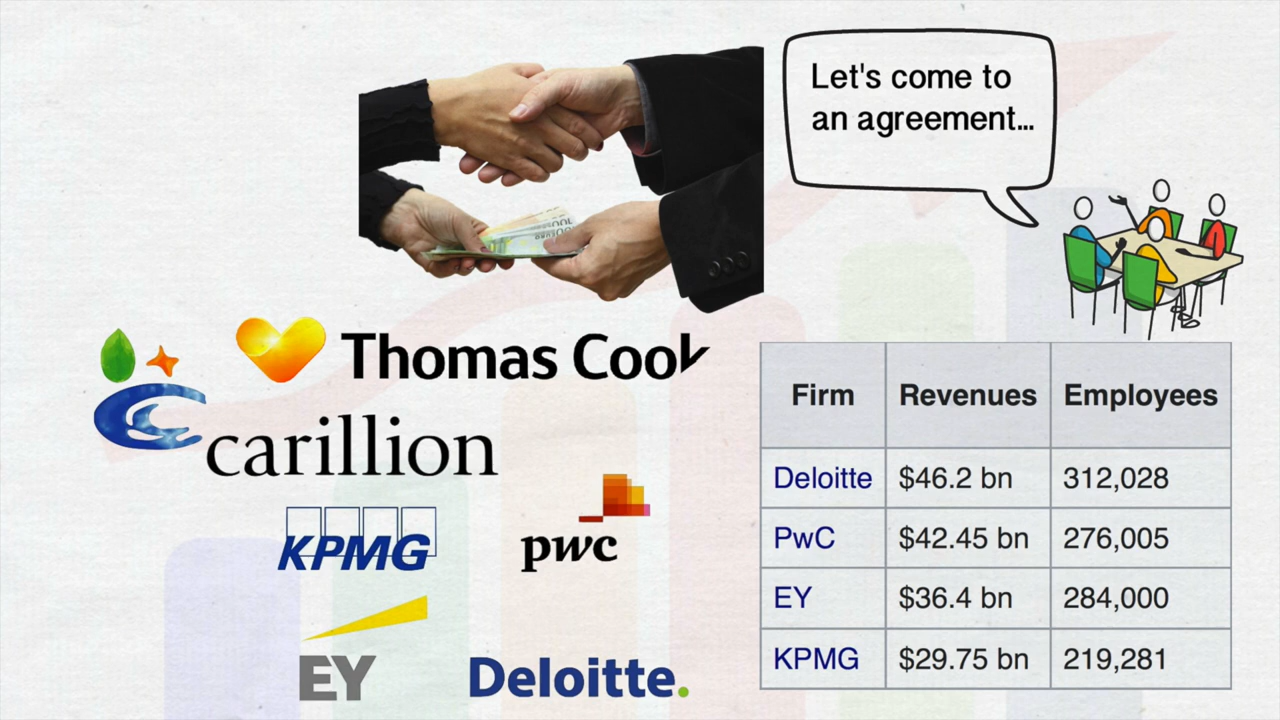 Let's come to
an agreement...
Thomas Cook
carillion
KPMG
pwc
EY
Deloitte.
Firm Revenues Employees
Deloitte $46.2 bn 312,028
PwC $42.45 bn 276,005
EY $36.4 bn 284,000
KPMG $29.75 bn 219,281